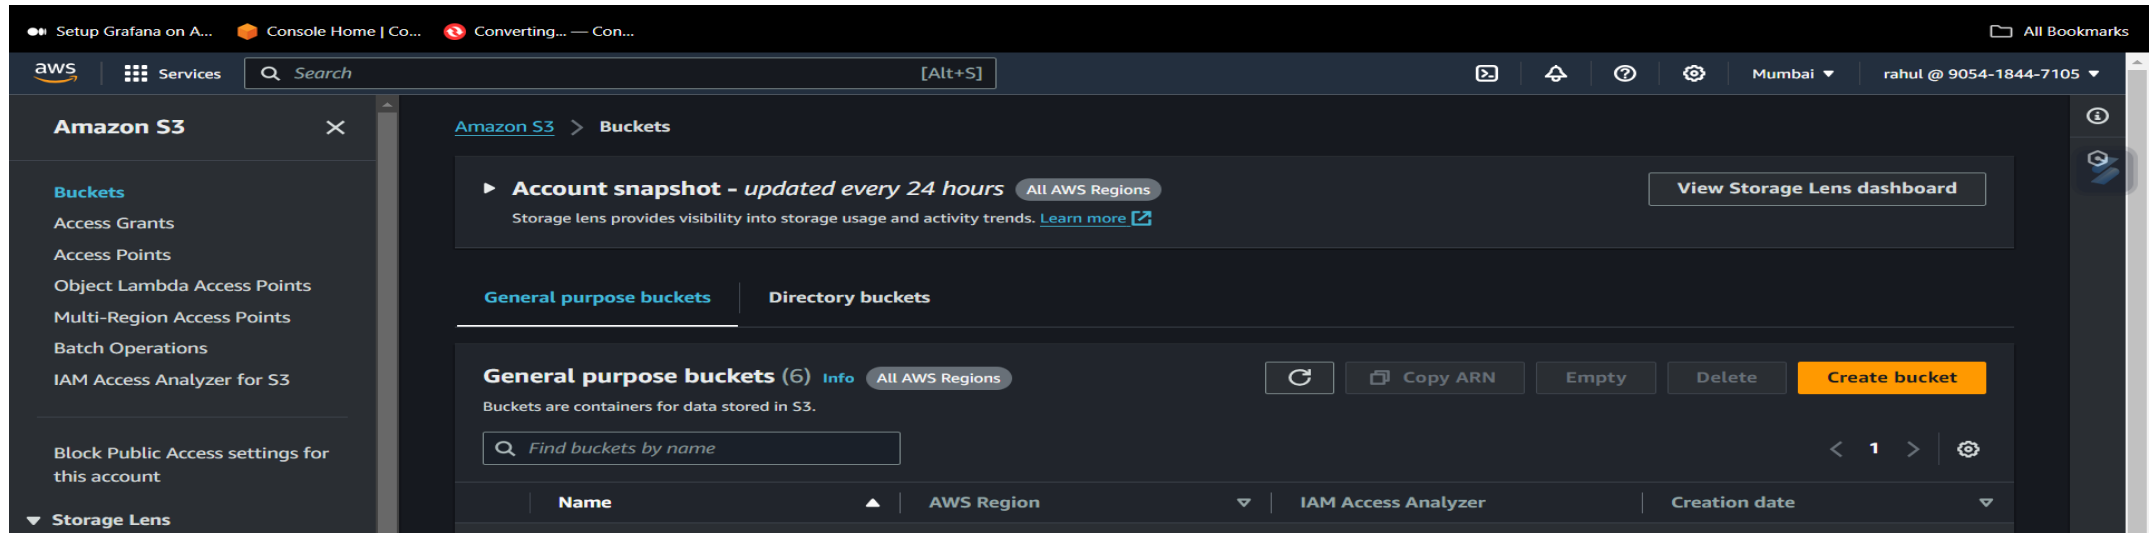 Setup Grafana on A... Console Home | Co... Converting... — Con... All Bookmarks
aws Services Search [Alt+S] Mumbai rahul @ 9054-1844-7105
Amazon S3
Buckets
Access Grants
Access Points
Object Lambda Access Points
Multi-Region Access Points
Batch Operations
IAM Access Analyzer for S3
Block Public Access settings for
this account
Storage Lens
Amazon S3 > Buckets
Account snapshot - updated every 24 hours All AWS Regions View Storage Lens dashboard
Storage lens provides visibility into storage usage and activity trends. Learn more
General purpose buckets Directory buckets
General purpose buckets (6) Info All AWS Regions Copy ARN Empty Delete Create bucket
Buckets are containers for data stored in S3.
Find buckets by name < 1 >
Name AWS Region IAM Access Analyzer Creation date